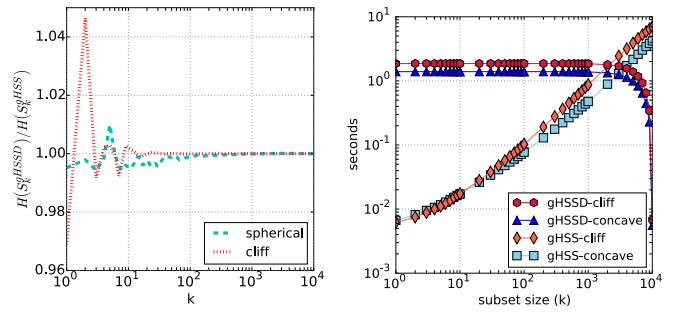 H(S_k^{gHSSD}) / H(S_k^{gHSS})
1.04
1.02
1.00
0.98
0.96
10^0 10^1 10^2 10^3 10^4
k
spherical
cliff
seconds
10^1
10^0
10^-1
10^-2
10^-3
10^0 10^1 10^2 10^3 10^4
subset size (k)
gHSSD-cliff
gHSSD-concave
gHSS-cliff
gHSS-concave